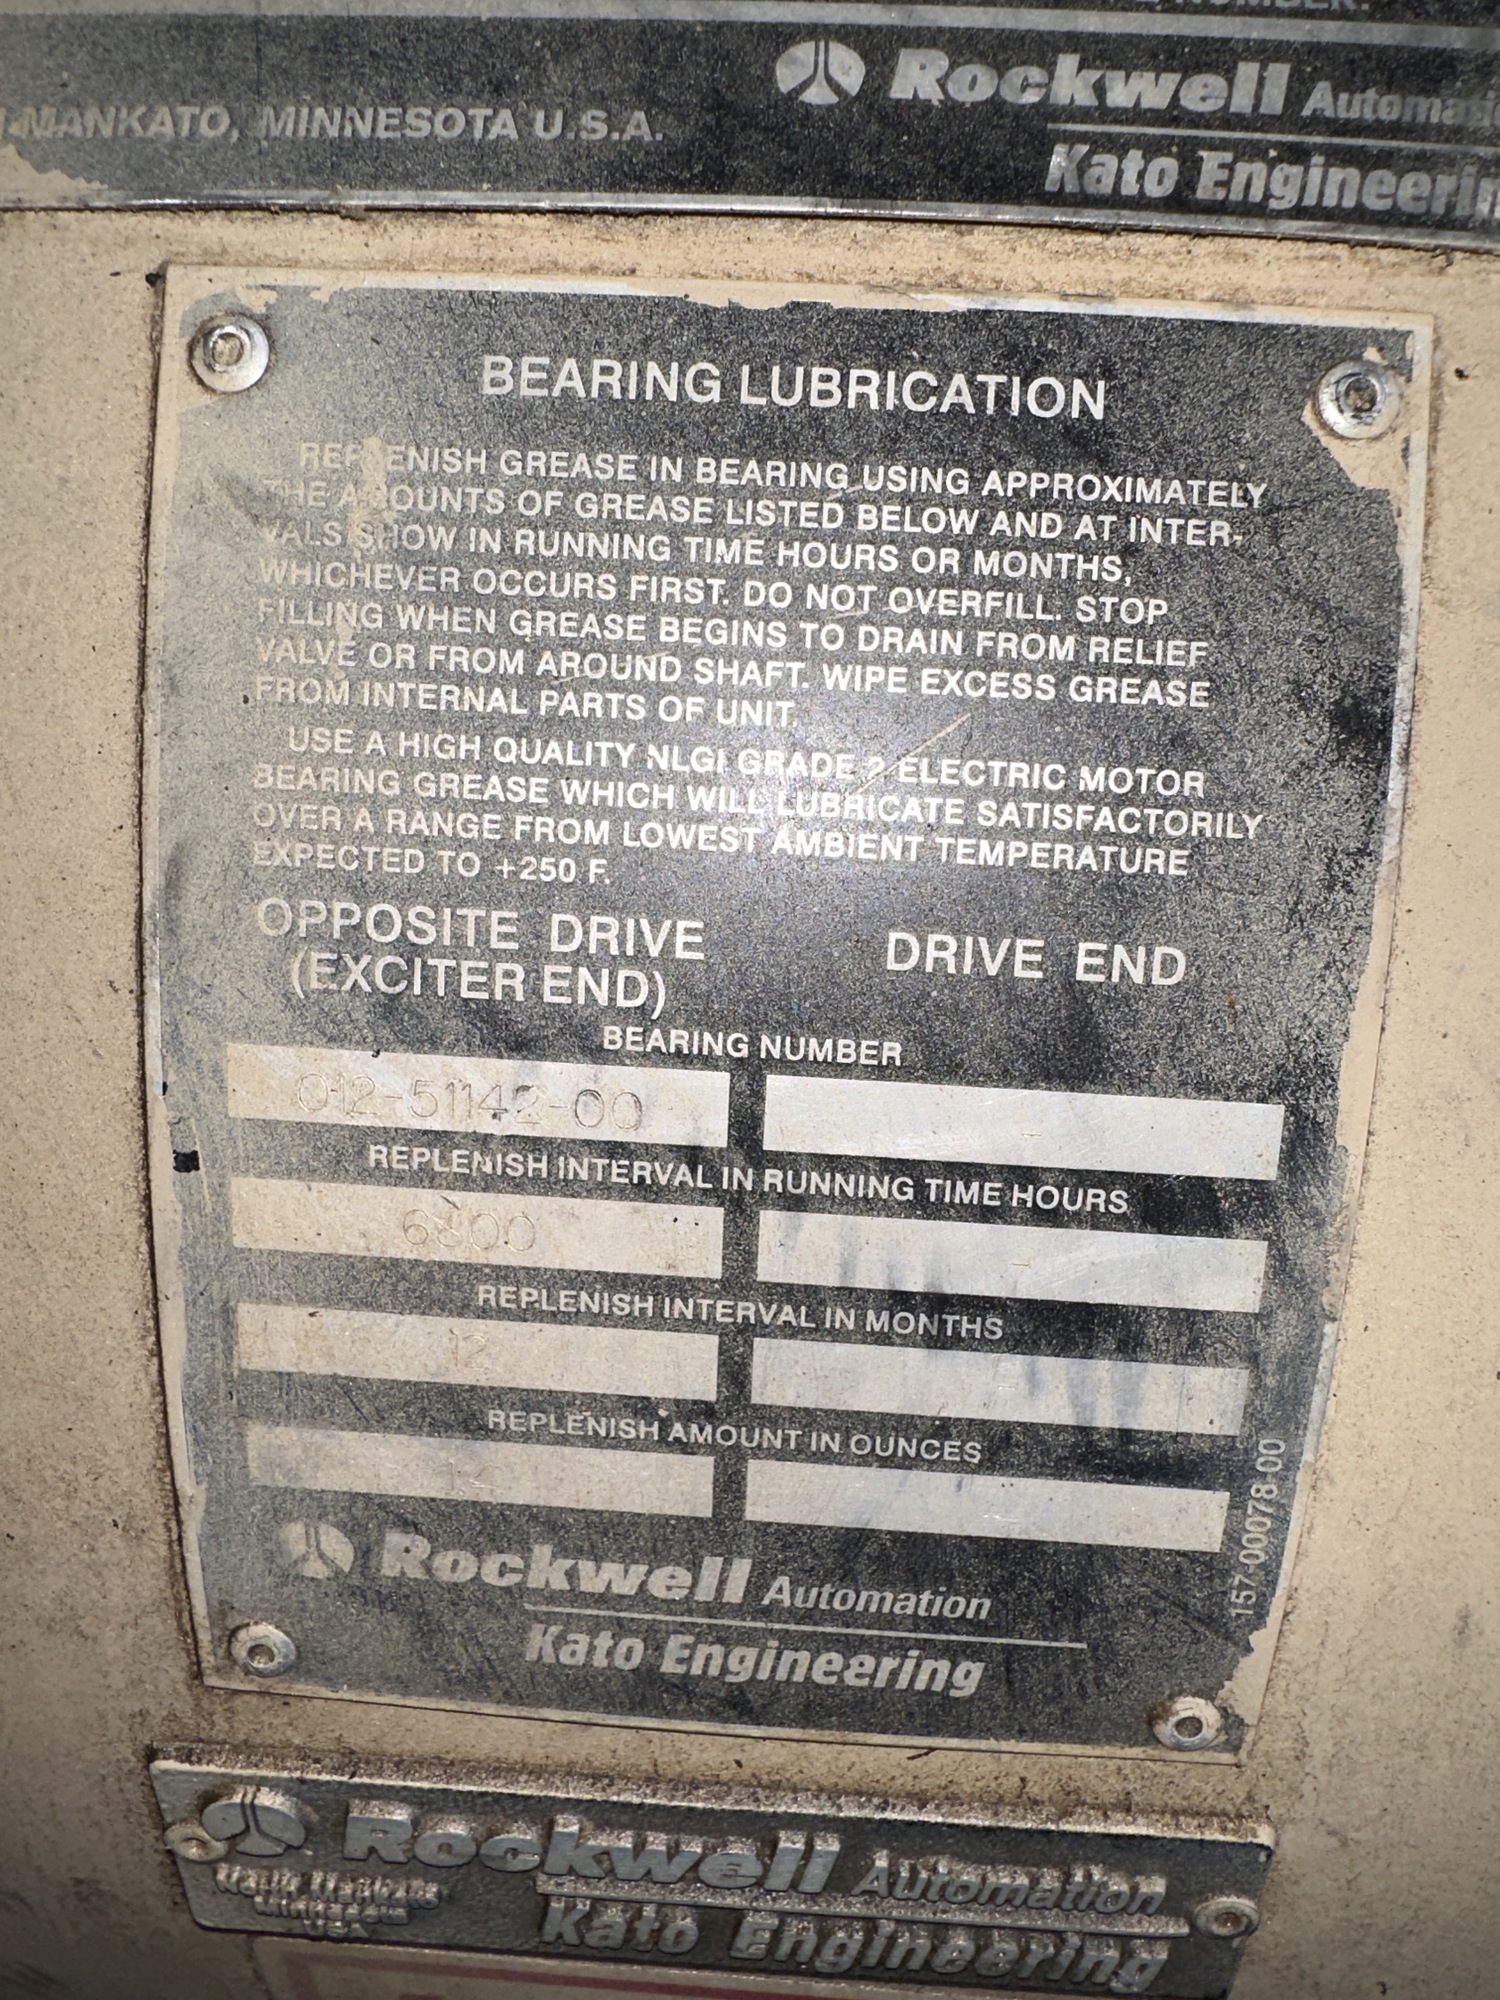 MANKATO, MINNESOTA U.S.A.
Rockwell Automation
Kato Engineering
BEARING LUBRICATION
REPLENISH GREASE IN BEARING USING APPROXIMATELY
THE AMOUNTS OF GREASE LISTED BELOW AND AT INTER-
VALS SHOW IN RUNNING TIME HOURS OR MONTHS,
WHICHEVER OCCURS FIRST. DO NOT OVERFILL. STOP
FILLING WHEN GREASE BEGINS TO DRAIN FROM RELIEF
VALVE OR FROM AROUND SHAFT. WIPE EXCESS GREASE
FROM INTERNAL PARTS OF UNIT.
USE A HIGH QUALITY NLGI GRADE 2 ELECTRIC MOTOR
BEARING GREASE WHICH WILL LUBRICATE SATISFACTORILY
OVER A RANGE FROM LOWEST AMBIENT TEMPERATURE
EXPECTED TO +250 F.
OPPOSITE DRIVE
(EXCITER END)
DRIVE END
BEARING NUMBER
012-51142-00
-
REPLENISH INTERVAL IN RUNNING TIME HOURS
6800
-
REPLENISH INTERVAL IN MONTHS
12
-
REPLENISH AMOUNT IN OUNCES
-
157-00078-00
Rockwell Automation
Kato Engineering
Rockwell Automation
North Mankato
Minnesota
USA
Kato Engineering